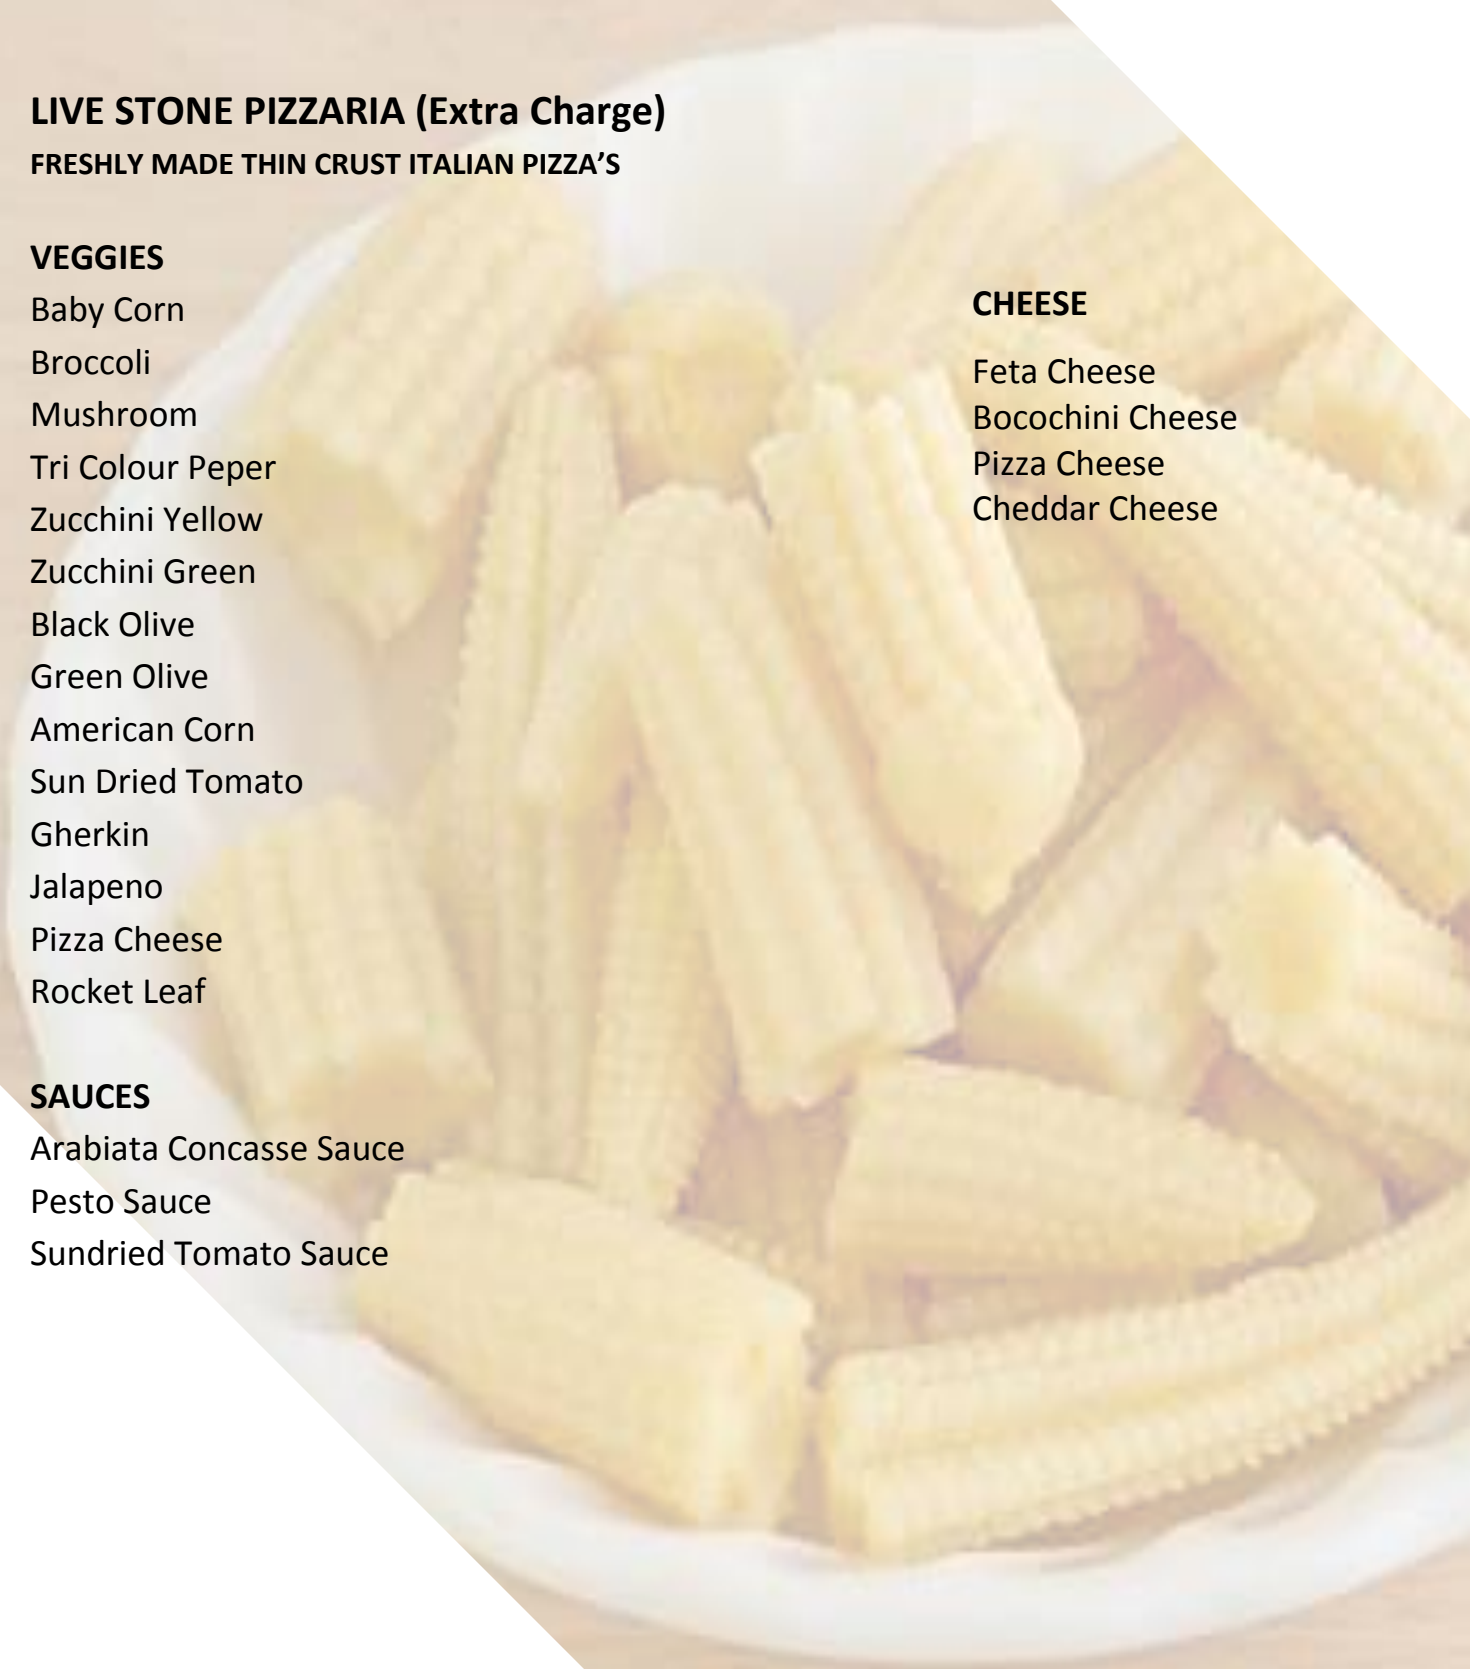 LIVE STONE PIZZARIA (Extra Charge)
FRESHLY MADE THIN CRUST ITALIAN PIZZA’S
VEGGIES
Baby Corn
Broccoli
Mushroom
Tri Colour Peper
Zucchini Yellow
Zucchini Green
Black Olive
Green Olive
American Corn
Sun Dried Tomato
Gherkin
Jalapeno
Pizza Cheese
Rocket Leaf
SAUCES
Arabiata Concasse Sauce
Pesto Sauce
Sundried Tomato Sauce
CHEESE
Feta Cheese
Bocochini Cheese
Pizza Cheese
Cheddar Cheese